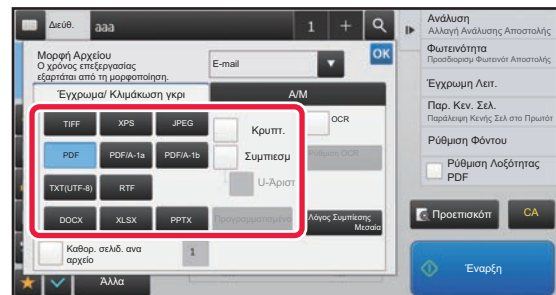 Διεύθ. aaa 1 +
Ανάλυση
Αλλαγή Ανάλυσης Αποστολής
Φωτεινότητα
Προσδιορισμ Φωτεινότ Αποστολής
Έγχρωμη Λειτ.
Παρ. Κεν. Σελ.
Παράλειψη Κενής Σελ στο Πρωτότ
Ρύθμιση Φόντου
Ρύθμιση Λοξότητας
PDF
Προεπισκόπ CA
Έναρξη
Μορφή Αρχείου
Ο χρόνος επεξεργασίας
εξαρτάται από τη μορφοποίηση.
E-mail
OK
Έγχρωμα/ Κλιμάκωση γκρι Α/Μ
TIFF XPS JPEG Κρυπτ. OCR
PDF PDF/A-1a PDF/A-1b Συμπιεσμ Ρύθμιση OCR
TXT(UTF-8) RTF U-Άριστ
DOCX XLSX PPTX Προγραμματισμένο Λόγος Συμπίεσης
Μεσαία
Καθορ. σελιδ. ανα
αρχείο
1
Άλλα